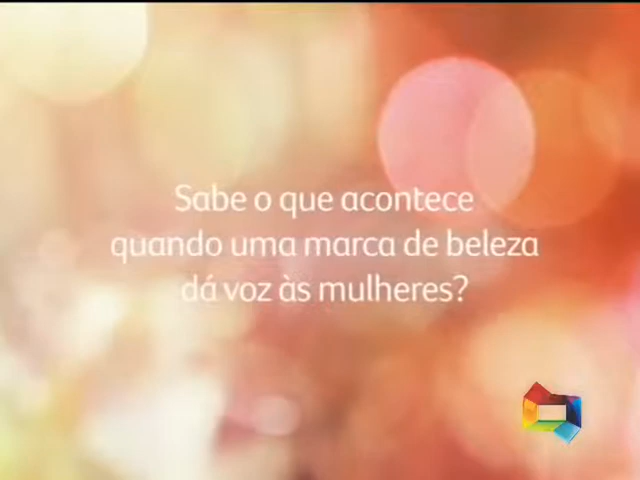 Sabe o que acontece
quando uma marca de beleza
dá voz às mulheres?